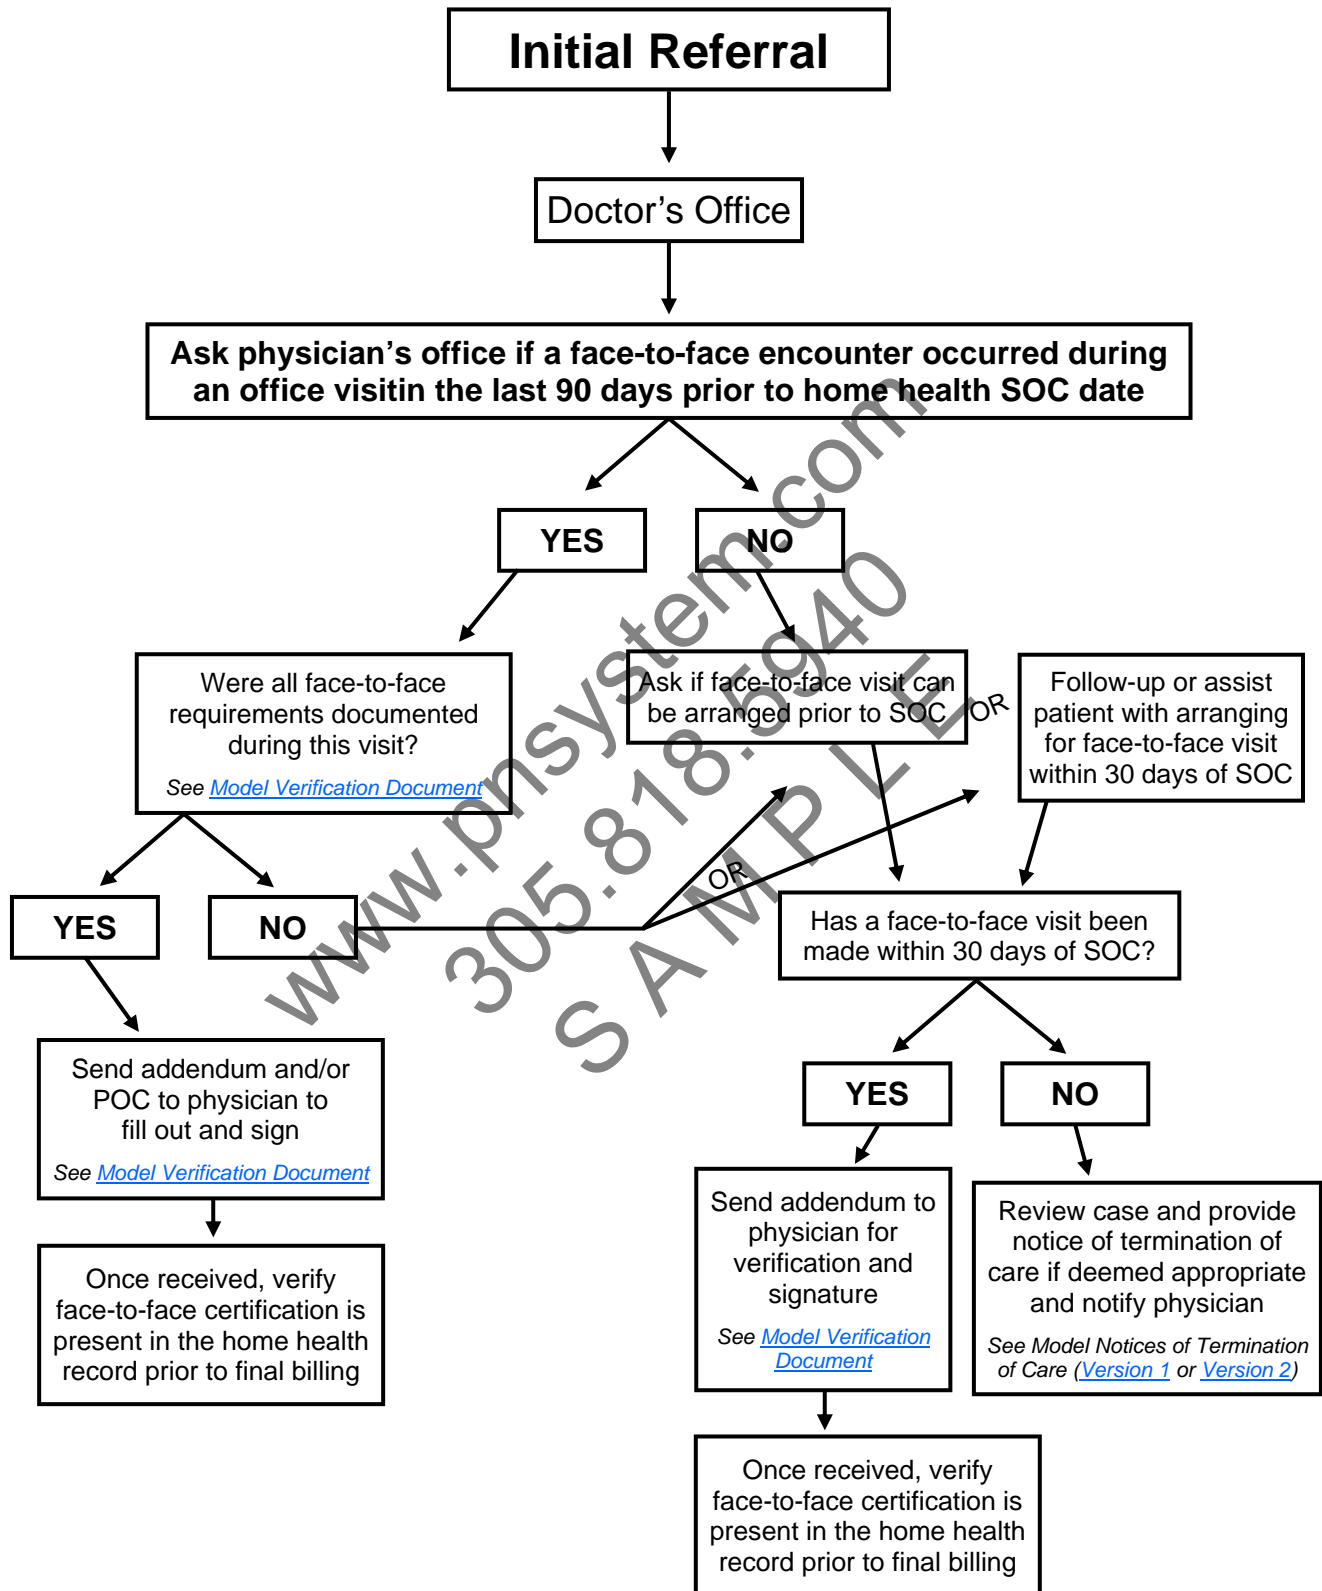 Initial Referral
Doctor's Office
Ask physician's office if a face-to-face encounter occurred during
an office visitin the last 90 days prior to home health SOC date
YES
NO
Were all face-to-face
requirements documented
during this visit?
See Model Verification Document
Ask if face-to-face visit can
be arranged prior to SOC
OR
Follow-up or assist
patient with arranging
for face-to-face visit
within 30 days of SOC
OR
YES
NO
Has a face-to-face visit been
made within 30 days of SOC?
Send addendum and/or
POC to physician to
fill out and sign
See Model Verification Document
YES
NO
Once received, verify
face-to-face certification is
present in the home health
record prior to final billing
Send addendum to
physician for
verification and
signature
See Model Verification
Document
Review case and provide
notice of termination of
care if deemed appropriate
and notify physician
See Model Notices of Termination
of Care (Version 1 or Version 2)
Once received, verify
face-to-face certification is
present in the home health
record prior to final billing
www.pnsystem.com
305.818.5940
S A M P L E